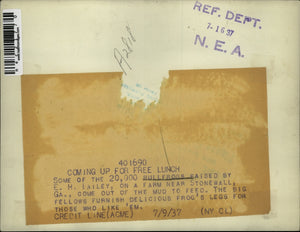 REF. DEPT.
7-16'37
N. E. A.
401690
COMING UP FOR FREE LUNCH
SOME OF THE 20,000 BULLFROGS RAISED BY
E. H. LAILEY, ON A FARM NEAR STONEWALL,
GA., COME OUT OF THE MUD TO FEED. THE BIG
FELLOWS FURNISH DELICIOUS FROG'S LEGS FOR
THOSE WHO LIKE 'EM.
CREDIT LINE(ACME) 7/9/37 (NY CL)